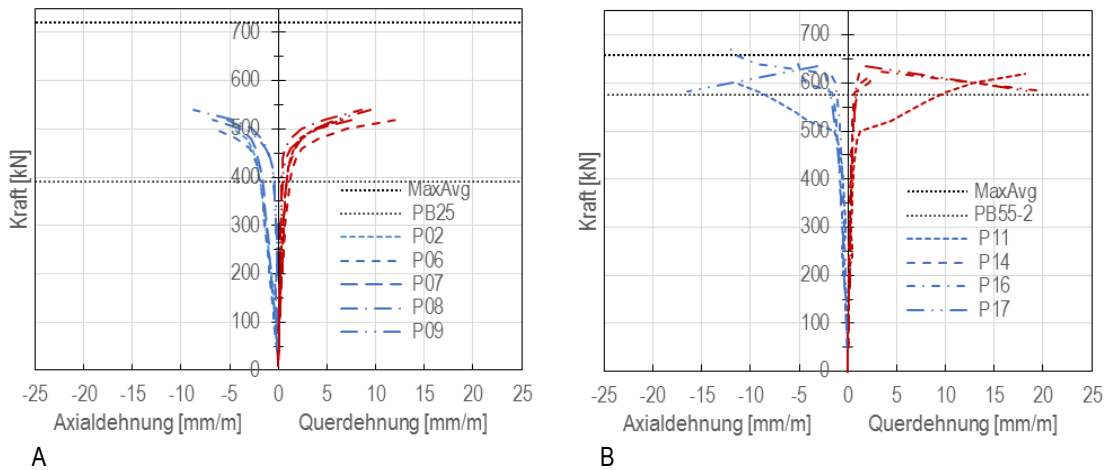 700
600
500
400
300
200
100
0
Kraft [kN]
MaxAvg
PB25
P02
P06
P07
P08
P09
-25 -20 -15 -10 -5 0 5 10 15 20 25
Axialdehnung [mm/m] Querdehnung [mm/m]
A
700
600
500
400
300
200
100
0
Kraft [kN]
MaxAvg
PB55-2
P11
P14
P16
P17
-25 -20 -15 -10 -5 0 5 10 15 20 25
Axialdehnung [mm/m] Querdehnung [mm/m]
B